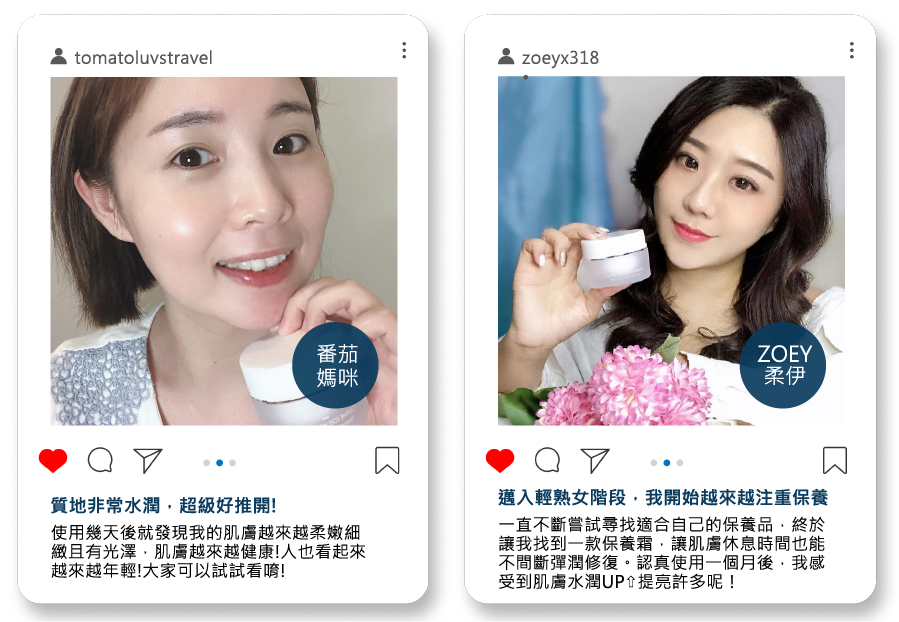 tomatoluvstravel
番茄
媽咪
質地非常水潤，超級好推開!
使用幾天後就發現我的肌膚越來越柔嫩細
緻且有光澤，肌膚越來越健康!人也看起來
越來越年輕!大家可以試試看唷!
zoeyx318
ZOEY
柔伊
邁入輕熟女階段，我開始越來越注重保養
一直不斷嘗試尋找適合自己的保養品，終於
讓我找到一款保養霜，讓肌膚休息時間也能
不間斷彈潤修復。認真使用一個月後，我感
受到肌膚水潤UP⇧提亮許多呢！